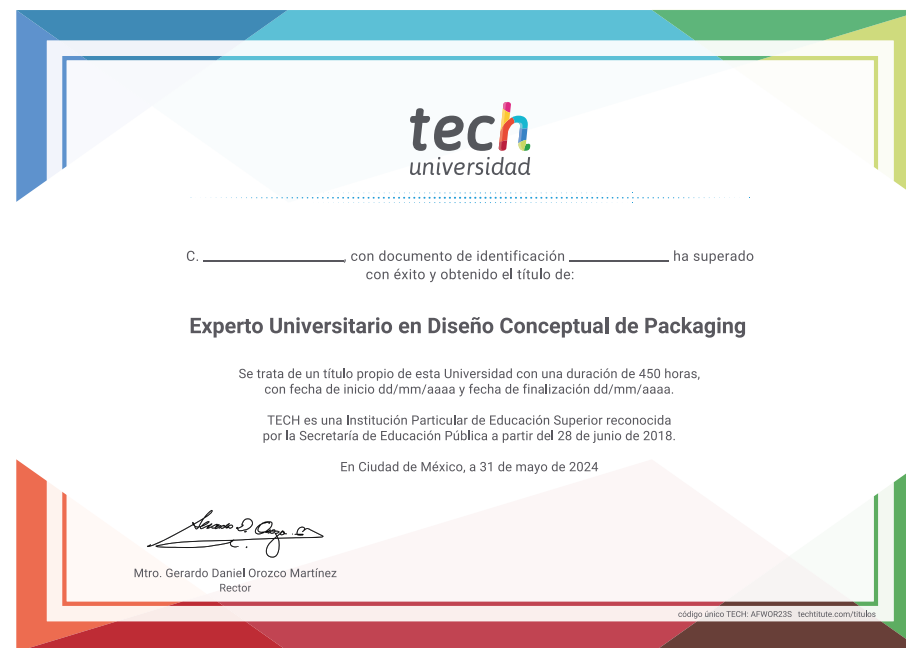 tech
universidad
C. ____________, con documento de identificación ____________ ha superado
con éxito y obtenido el título de:
Experto Universitario en Diseño Conceptual de Packaging
Se trata de un título propio de esta Universidad con una duración de 450 horas,
con fecha de inicio dd/mm/aaaa y fecha de finalización dd/mm/aaaa.
TECH es una Institución Particular de Educación Superior reconocida
por la Secretaría de Educación Pública a partir del 28 de junio de 2018.
En Ciudad de México, a 31 de mayo de 2024
Mtro. Gerardo Daniel Orozco Martínez
Rector
código único TECH: AFWOR23S techtitute.com/titulos